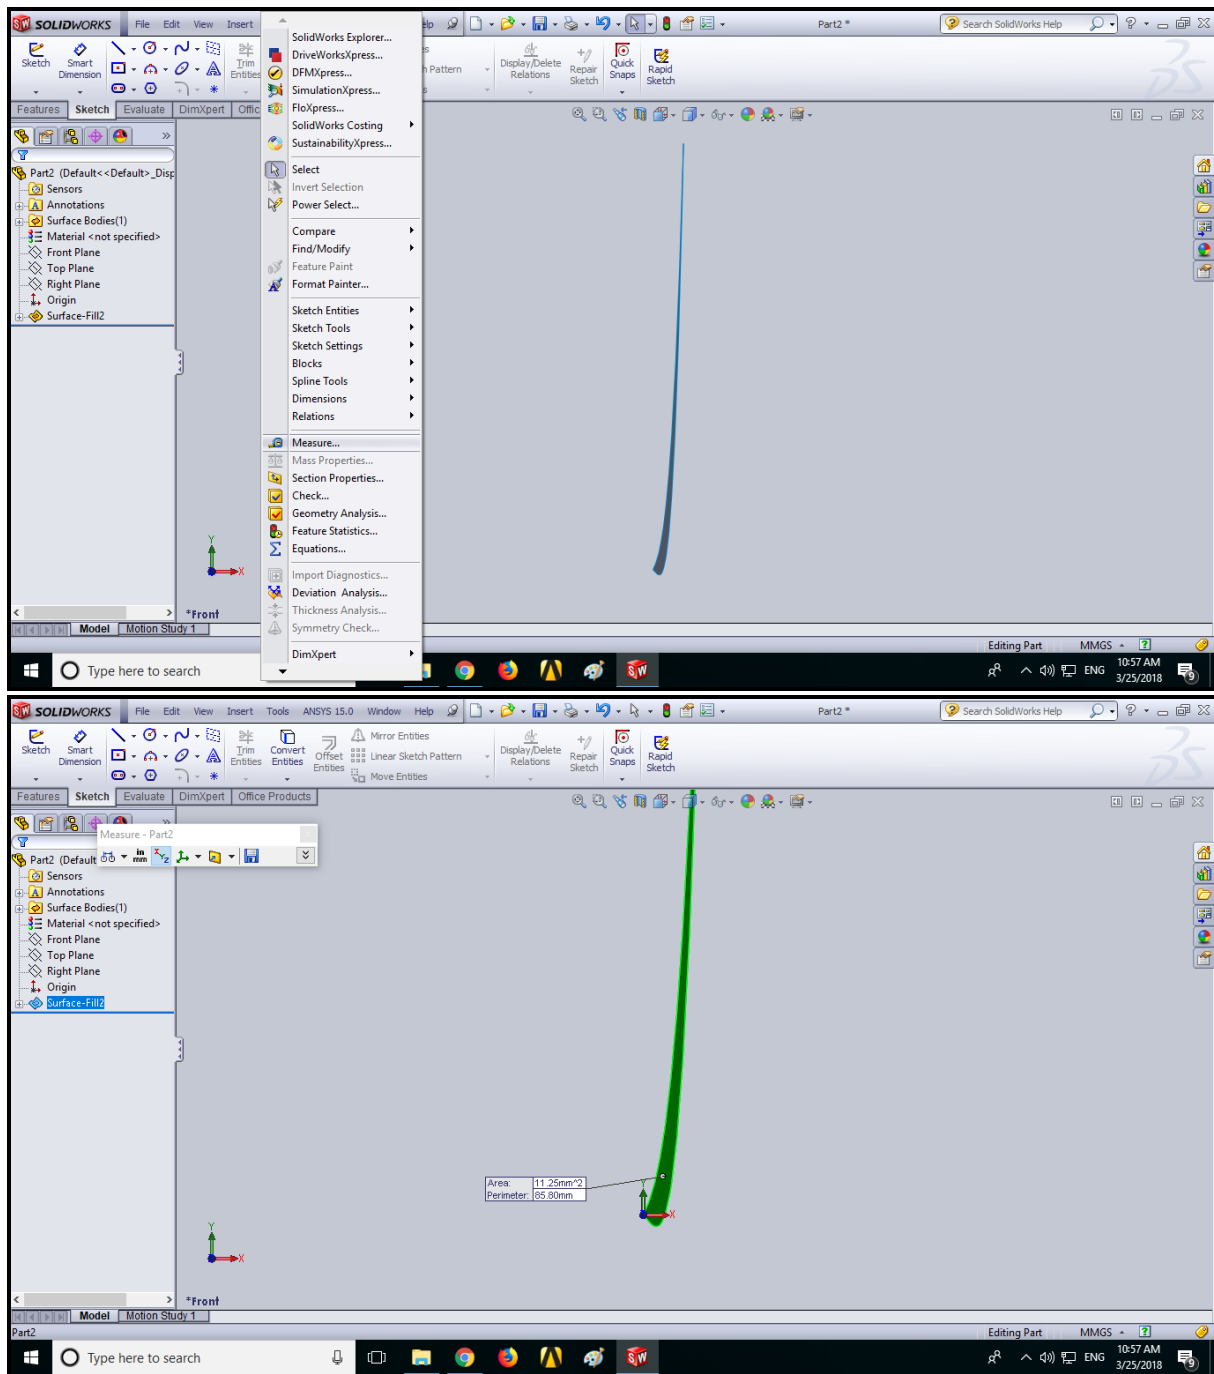 SOLIDWORKS File Edit View Insert Part2 * Search SolidWorks Help
Sketch Smart Dimension Trim Entities Display/Delete Relations Repair Sketch Quick Snaps Rapid Sketch
Features Sketch Evaluate DimXpert Offic
Part2 (Default<<Default>_Disp
Sensors
Annotations
Surface Bodies(1)
Material <not specified>
Front Plane
Top Plane
Right Plane
Origin
Surface-Fill2
SolidWorks Explorer...
DriveWorksXpress...
DFMXpress...
SimulationXpress...
FloXpress...
SolidWorks Costing
SustainabilityXpress...
Select
Invert Selection
Power Select...
Compare
Find/Modify
Feature Paint
Format Painter...
Sketch Entities
Sketch Tools
Sketch Settings
Blocks
Spline Tools
Dimensions
Relations
Measure...
Mass Properties...
Section Properties...
Check...
Geometry Analysis...
Feature Statistics...
Equations...
Import Diagnostics...
Deviation Analysis...
Thickness Analysis...
Symmetry Check...
DimXpert
Y
X
*Front
Model Motion Study 1
Editing Part MMGS
Type here to search ENG 10:57 AM
3/25/2018
SOLIDWORKS File Edit View Insert Tools ANSYS 15.0 Window Help Part2 * Search SolidWorks Help
Sketch Smart Dimension Trim Entities Convert Entities Offset Entities Mirror Entities
Linear Sketch Pattern
Move Entities
Display/Delete Relations Repair Sketch Quick Snaps Rapid Sketch
Features Sketch Evaluate DimXpert Office Products
Measure - Part2
in mm XYZ
Part2 (Default
Sensors
Annotations
Surface Bodies(1)
Material <not specified>
Front Plane
Top Plane
Right Plane
Origin
Surface-Fill2
Area: 11.25mm^2
Perimeter: 85.80mm
Y
X
Y
X
*Front
Model Motion Study 1
Part2 Editing Part MMGS
Type here to search ENG 10:57 AM
3/25/2018